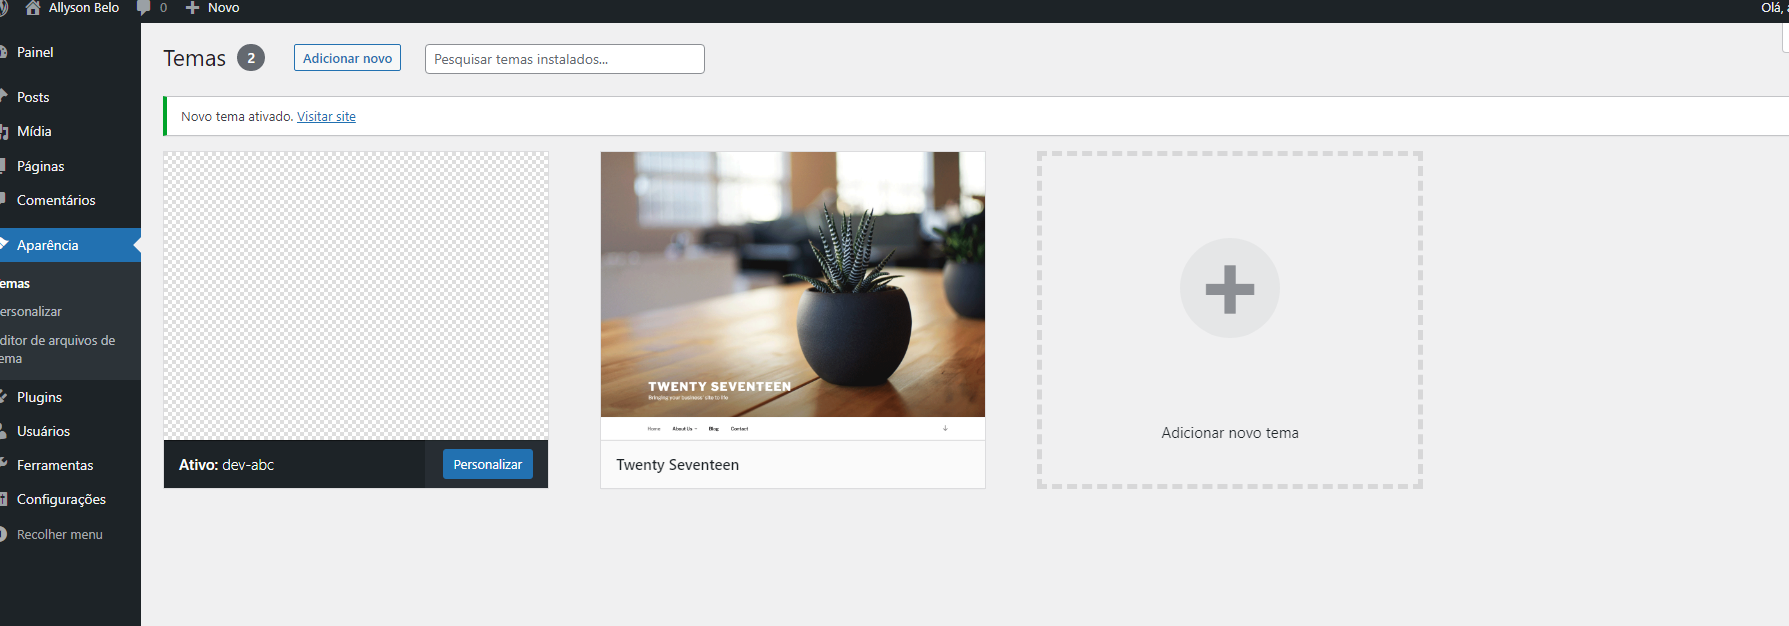 Allyson Belo 0 Novo Olá,
Painel
Posts
Mídia
Páginas
Comentários
Aparência
emas
ersonalizar
ditor de arquivos de
ema
Plugins
Usuários
Ferramentas
Configurações
Recolher menu
Temas 2 Adicionar novo Pesquisar temas instalados...
Novo tema ativado. Visitar site
Ativo: dev-abc Personalizar
TWENTY SEVENTEEN
Bringing your business' site to life
Home About Us Blog Contact
Twenty Seventeen
Adicionar novo tema